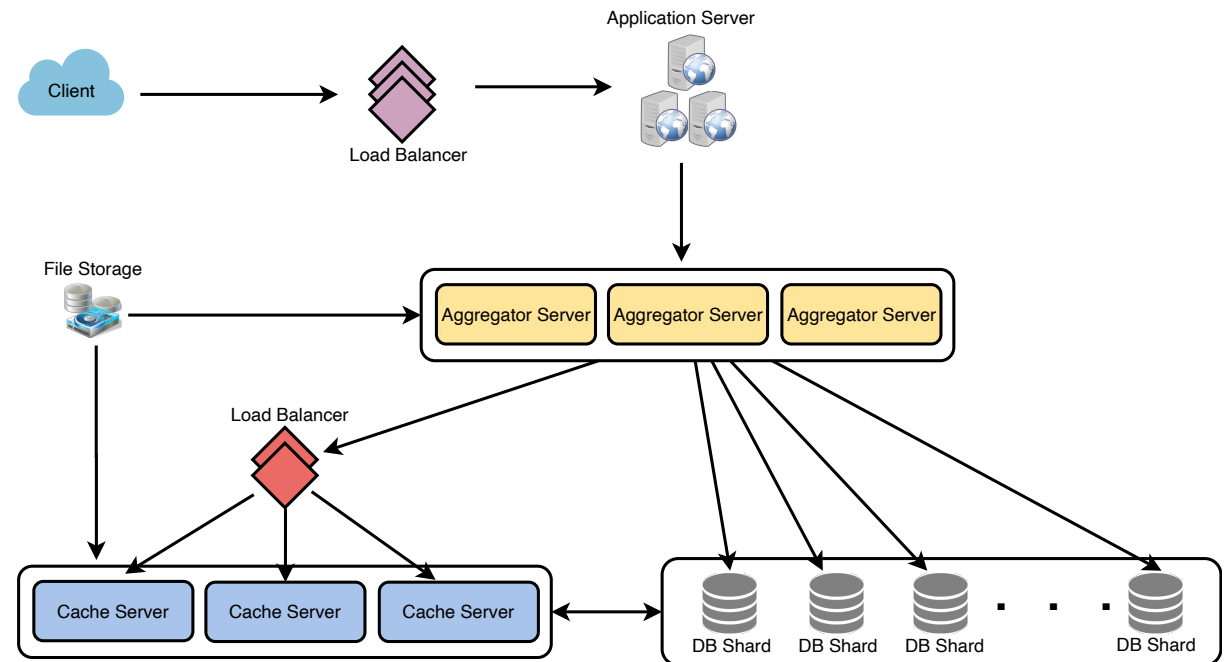 Application Server
Client
Load Balancer
File Storage
Aggregator Server
Aggregator Server
Aggregator Server
Load Balancer
Cache Server
Cache Server
Cache Server
DB Shard
DB Shard
DB Shard
DB Shard